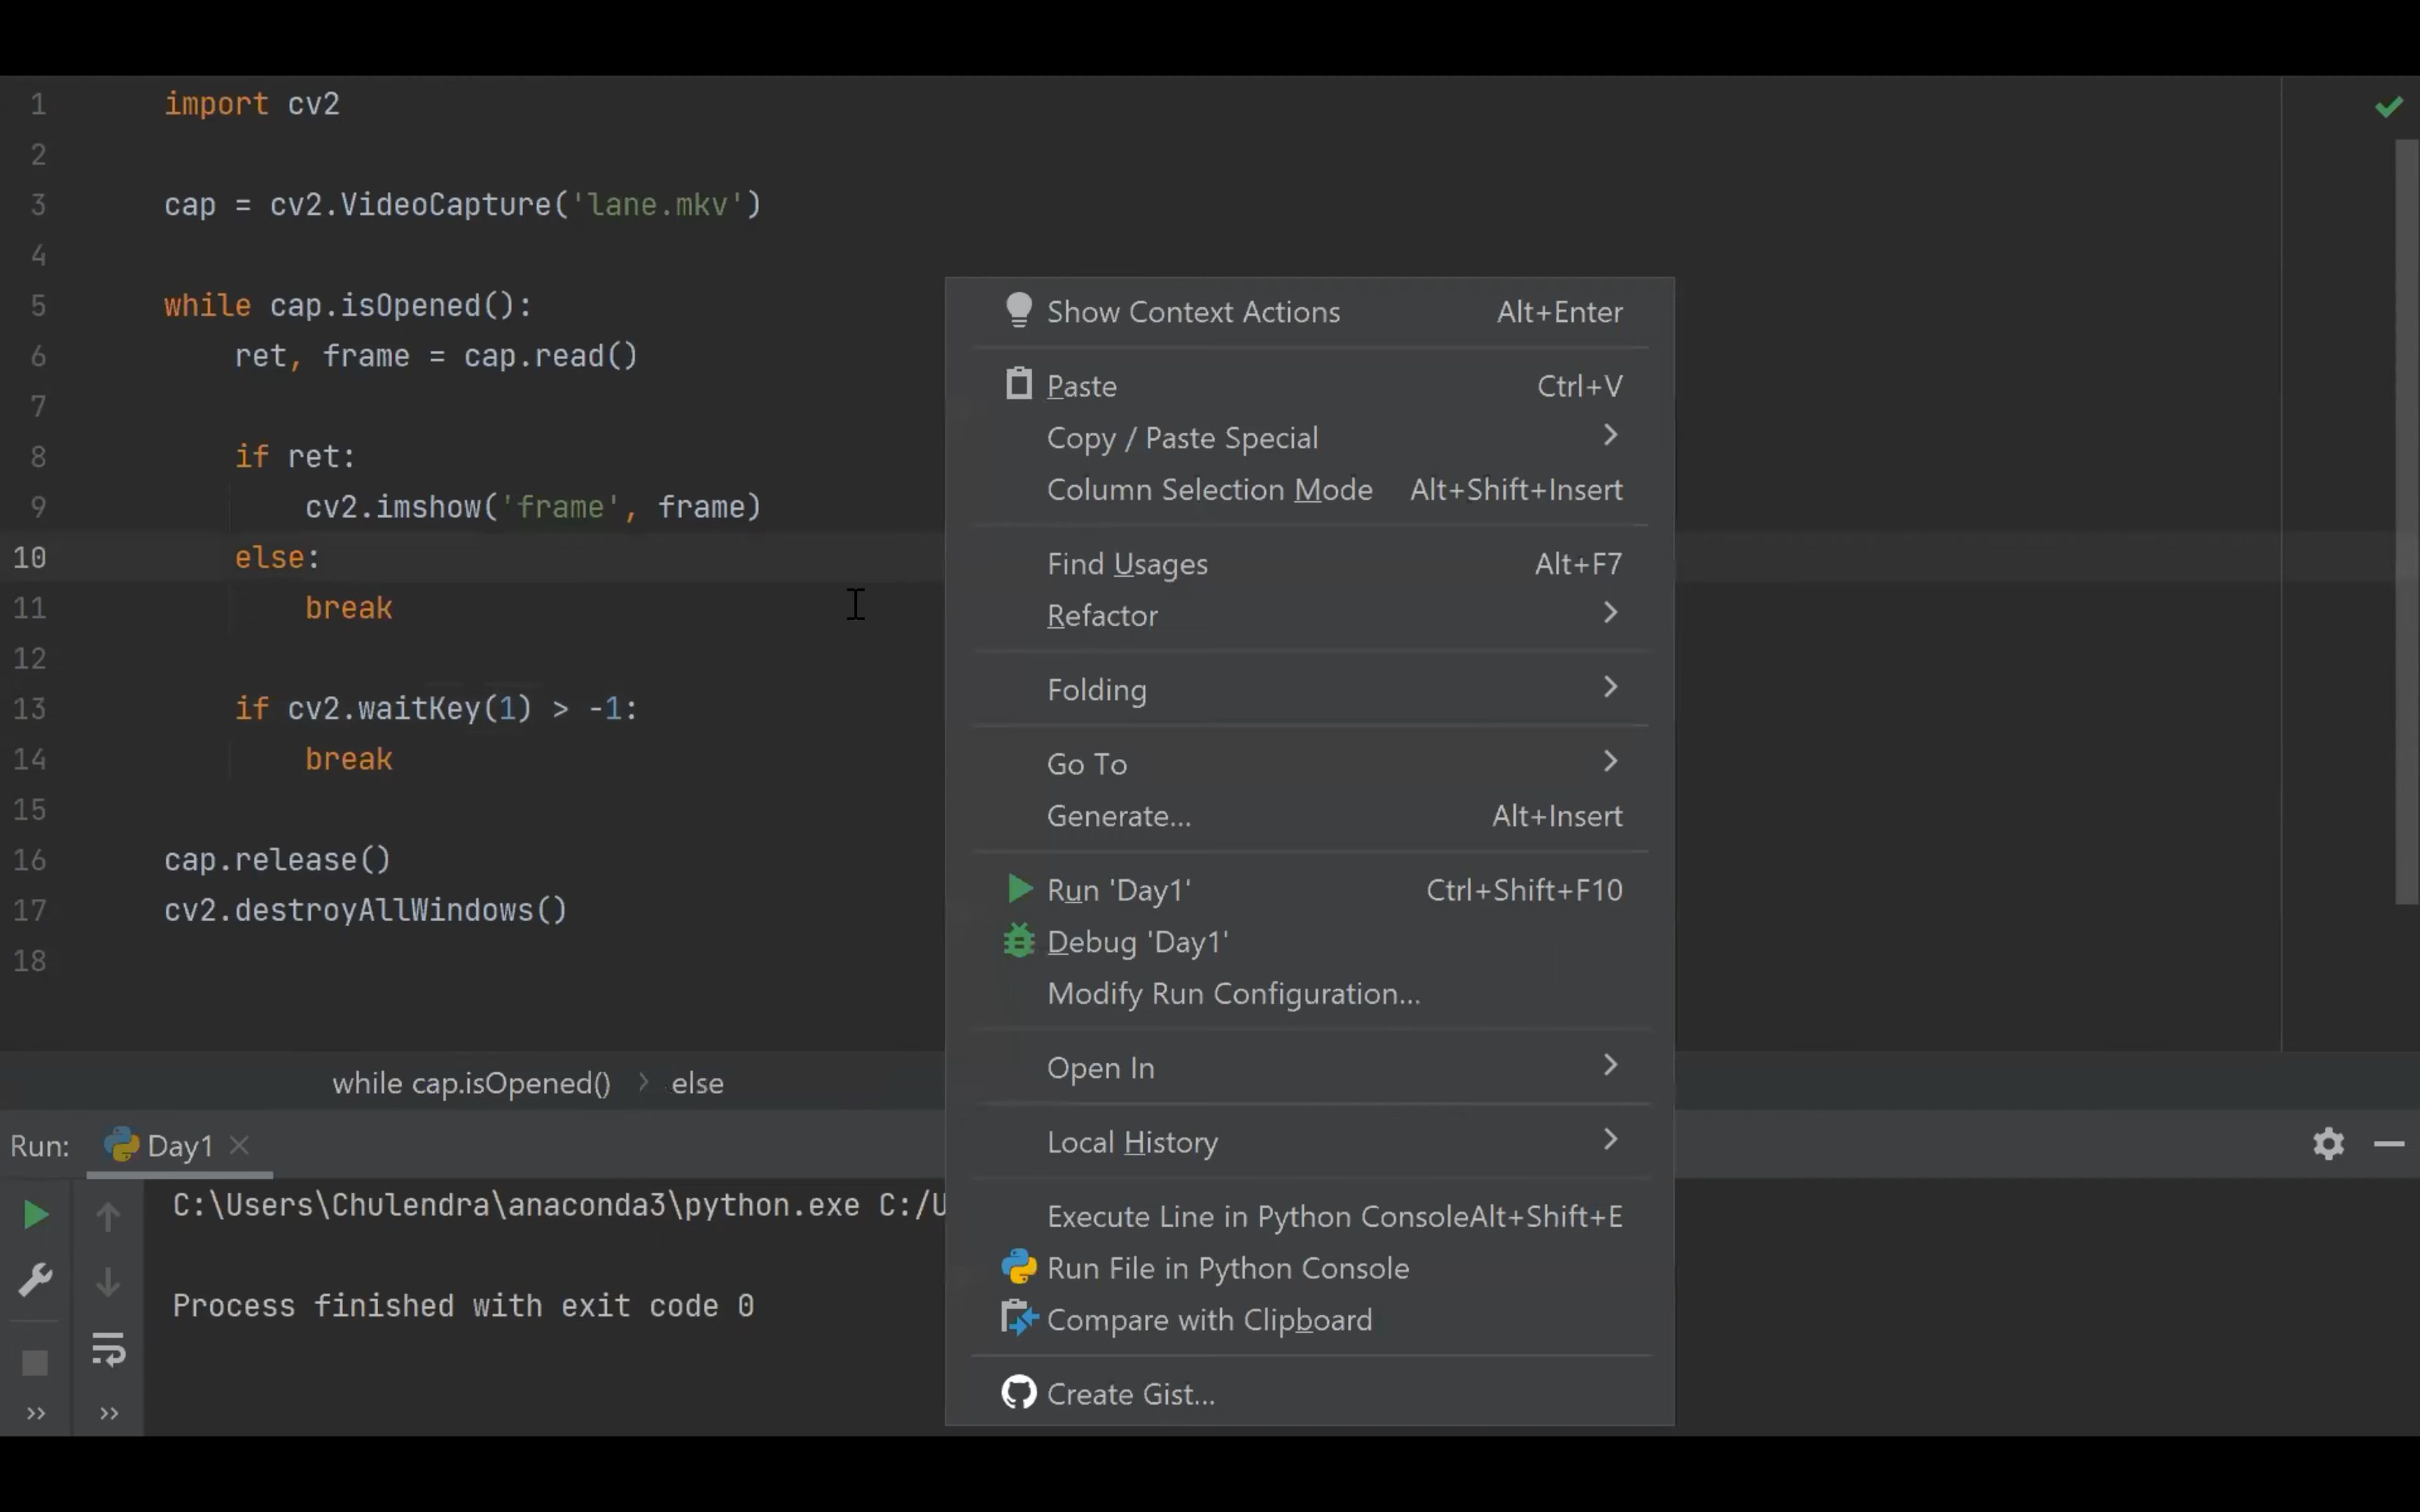 1 import cv2
2
3 cap = cv2.VideoCapture('lane.mkv')
4
5 while cap.isOpened():
6 ret, frame = cap.read()
7
8 if ret:
9 cv2.imshow('frame', frame)
10 else:
11 break
12
13 if cv2.waitKey(1) > -1:
14 break
15
16 cap.release()
17 cv2.destroyAllWindows()
18
while cap.isOpened() > else
Show Context Actions Alt+Enter
Paste Ctrl+V
Copy / Paste Special
Column Selection Mode Alt+Shift+Insert
Find Usages Alt+F7
Refactor
Folding
Go To
Generate... Alt+Insert
Run 'Day1' Ctrl+Shift+F10
Debug 'Day1'
Modify Run Configuration...
Open In
Local History
Execute Line in Python Console Alt+Shift+E
Run File in Python Console
Compare with Clipboard
Create Gist...
Run: Day1
C:\Users\Chulendra\anaconda3\python.exe C:/U
Process finished with exit code 0